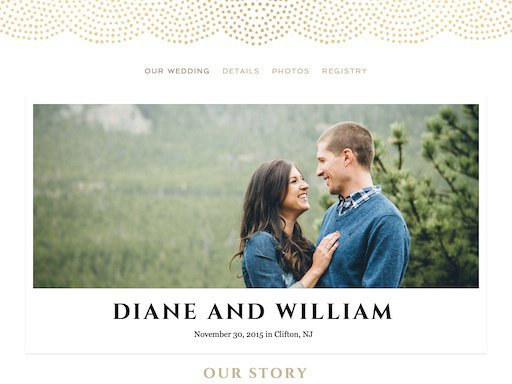 OUR WEDDING DETAILS PHOTOS REGISTRY
DIANE AND WILLIAM
November 30, 2015 in Clifton, NJ
OUR STORY